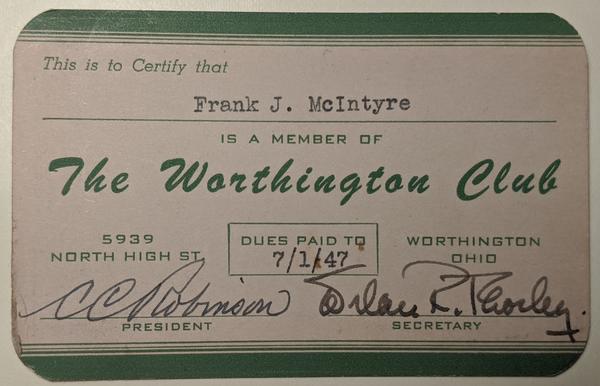 This is to Certify that
Frank J. McIntyre
IS A MEMBER OF
The Worthington Club
5939
NORTH HIGH ST.
DUES PAID TO
7/1/47
WORTHINGTON
OHIO
C C Robinson
R.
PRESIDENT
SECRETARY